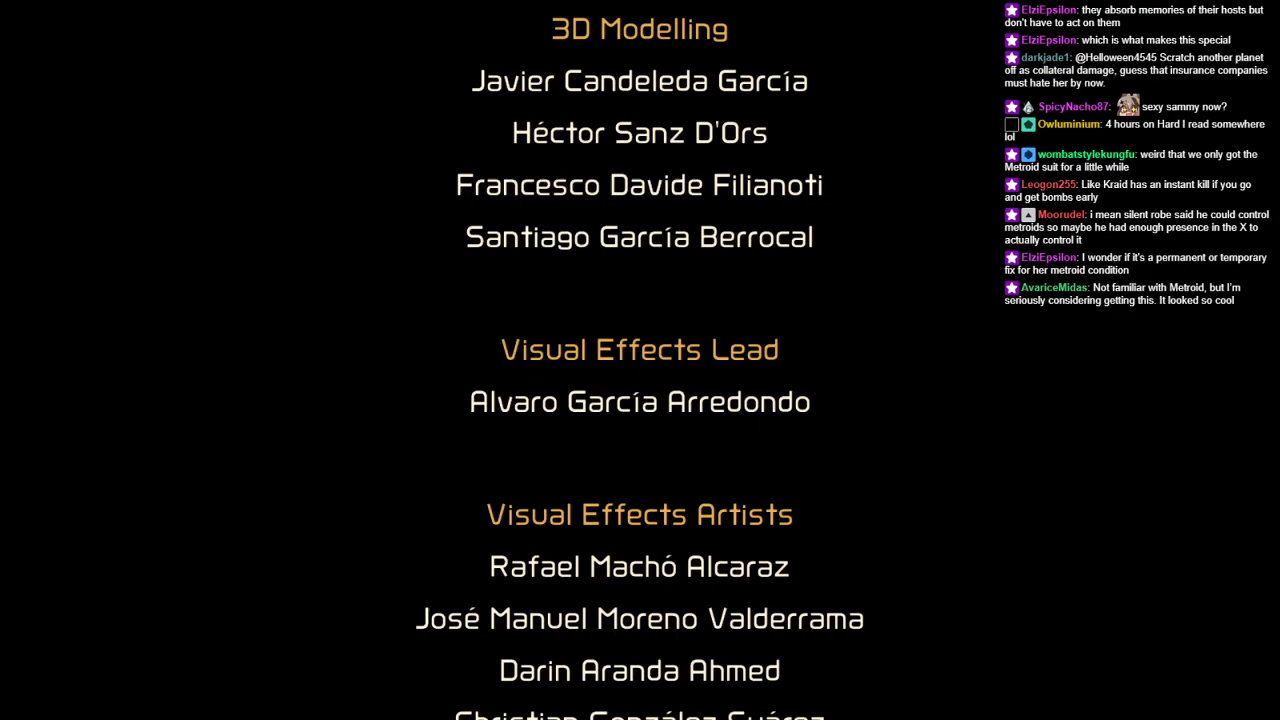 3D Modelling
Javier Candeleda García
Héctor Sanz D'Ors
Francesco Davide Filianoti
Santiago García Berrocal
Visual Effects Lead
Alvaro García Arredondo
Visual Effects Artists
Rafael Machó Alcaraz
José Manuel Moreno Valderrama
Darin Aranda Ahmed
Christian González Suárez
ElziEpsilon: they absorb memories of their hosts but
don't have to act on them
ElziEpsilon: which is what makes this special
darkjade1: @Helloween4545 Scratch another planet
off as collateral damage, guess that insurance companies
must hate her by now.
SpicyNacho87: sexy sammy now?
Owluminium: 4 hours on Hard I read somewhere
lol
wombatstylekungfu: weird that we only got the
Metroid suit for a little while
Leogon255: Like Kraid has an instant kill if you go
and get bombs early
Moorudel: i mean silent robe said he could control
metroids so maybe he had enough presence in the X to
actually control it
ElziEpsilon: I wonder if it's a permanent or temporary
fix for her metroid condition
AvariceMidas: Not familiar with Metroid, but I'm
seriously considering getting this. It looked so cool